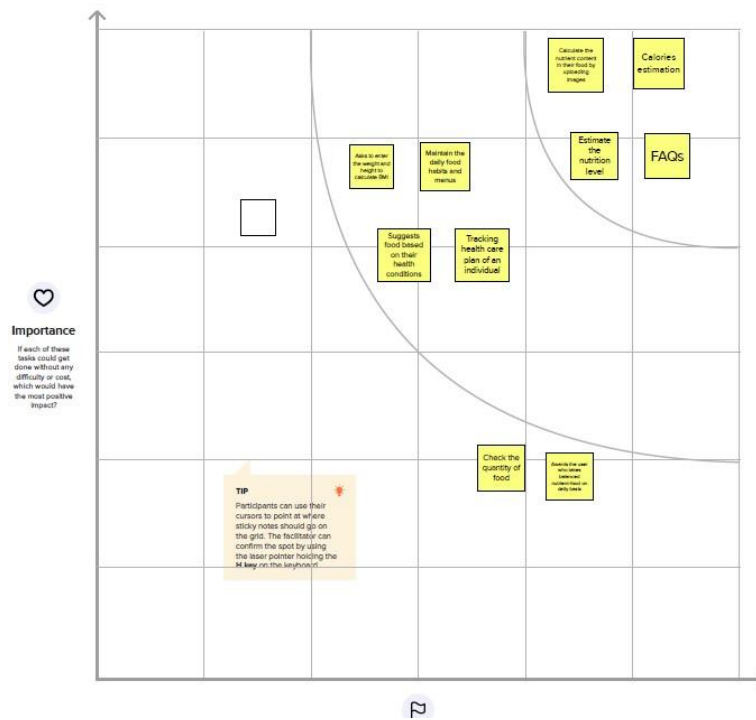 Calculate the
nutrient content
in their food by
uploading
images
Calories
estimation
Estimate
the
nutrition
level
FAQs
Asks to enter
the weight and
height to
calculate BMI
Maintain the
daily food
habits and
menus
Suggests
food based
on their
health
conditions
Tracking
health care
plan of an
individual
Importance
If each of these
tasks could get
done without any
difficulty or cost,
which would have
the most positive
impact?
Check the
quantity of
food
Awards the user
who takes
balanced
nutrient food on
daily basis
TIP
Participants can use their
cursors to point at where
sticky notes should go on
the grid. The facilitator can
confirm the spot by using
the laser pointer holding the
H key on the keyboard